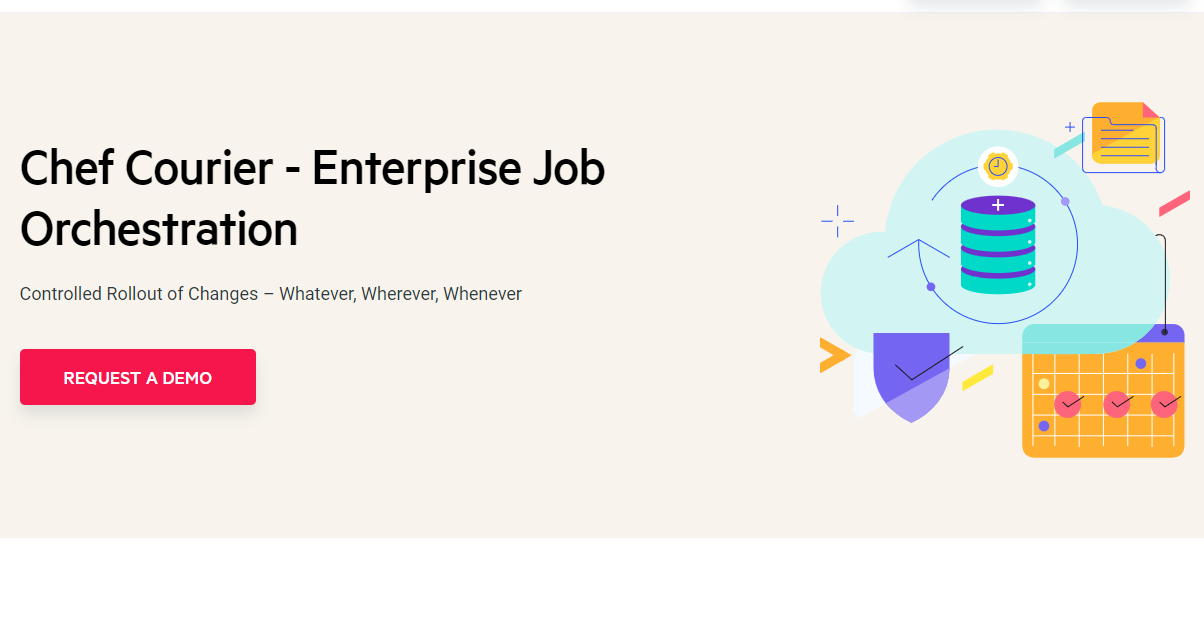 Chef Courier - Enterprise Job
Orchestration
Controlled Rollout of Changes – Whatever, Wherever, Whenever
REQUEST A DEMO